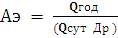 Аэ = Qгод / (Qсут Др)